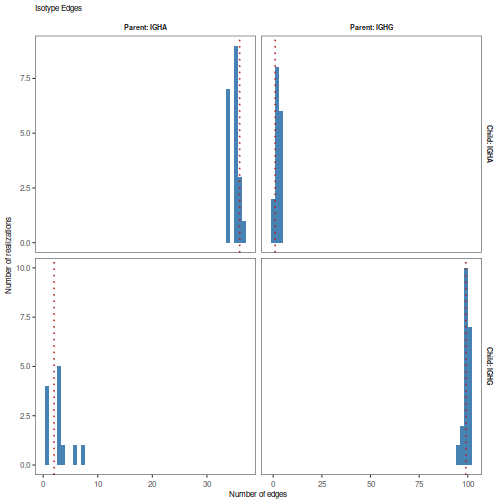 Isotype Edges
Parent: IGHA
Parent: IGHG
7.5
5.0
2.5
0.0
Child: IGHA
Number of realizations
10.0
7.5
5.0
2.5
0.0
Child: IGHG
0
10
20
30
0
25
50
75
100
Number of edges